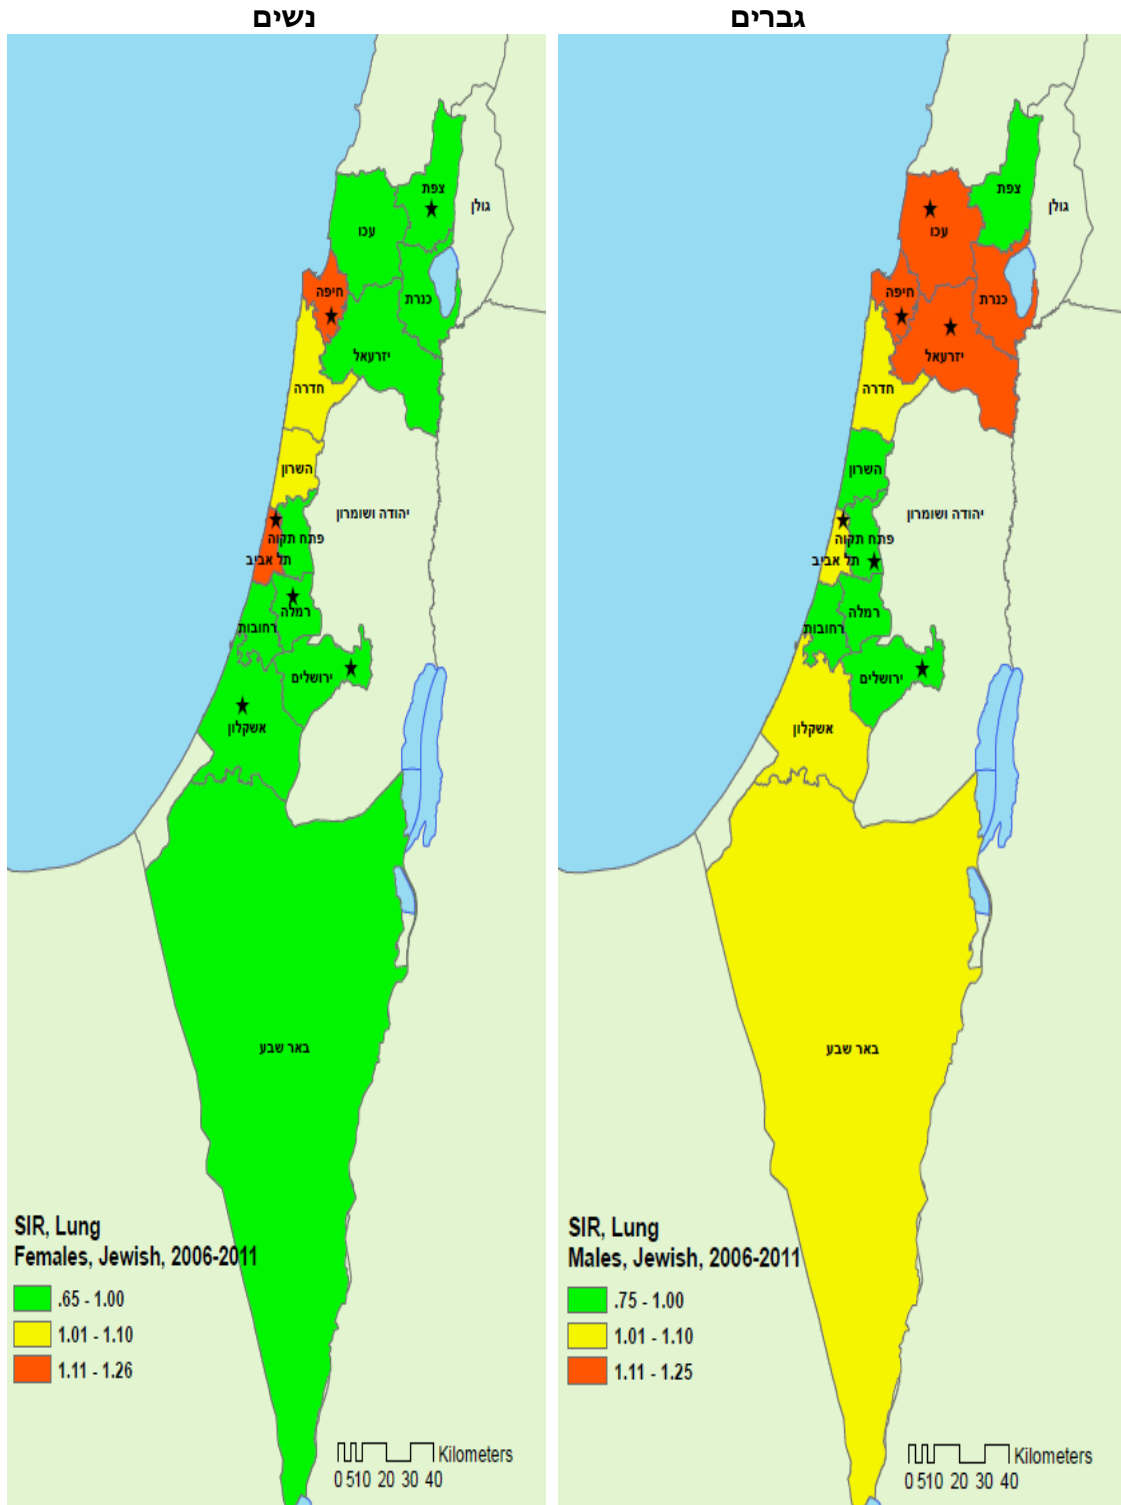 נשים
גברים
צפת
גולן
עכו
חיפה
כנרת
יזרעאל
חדרה
השרון
יהודה ושומרון
פתח תקוה
תל אביב
רמלה
רחובות
ירושלים
אשקלון
באר שבע
SIR, Lung
Females, Jewish, 2006-2011
.65 - 1.00
1.01 - 1.10
1.11 - 1.26
Kilometers
0 5 10 20 30 40
צפת
גולן
עכו
חיפה
כנרת
יזרעאל
חדרה
השרון
יהודה ושומרון
פתח תקוה
תל אביב
רמלה
רחובות
ירושלים
אשקלון
באר שבע
SIR, Lung
Males, Jewish, 2006-2011
.75 - 1.00
1.01 - 1.10
1.11 - 1.25
Kilometers
0 5 10 20 30 40